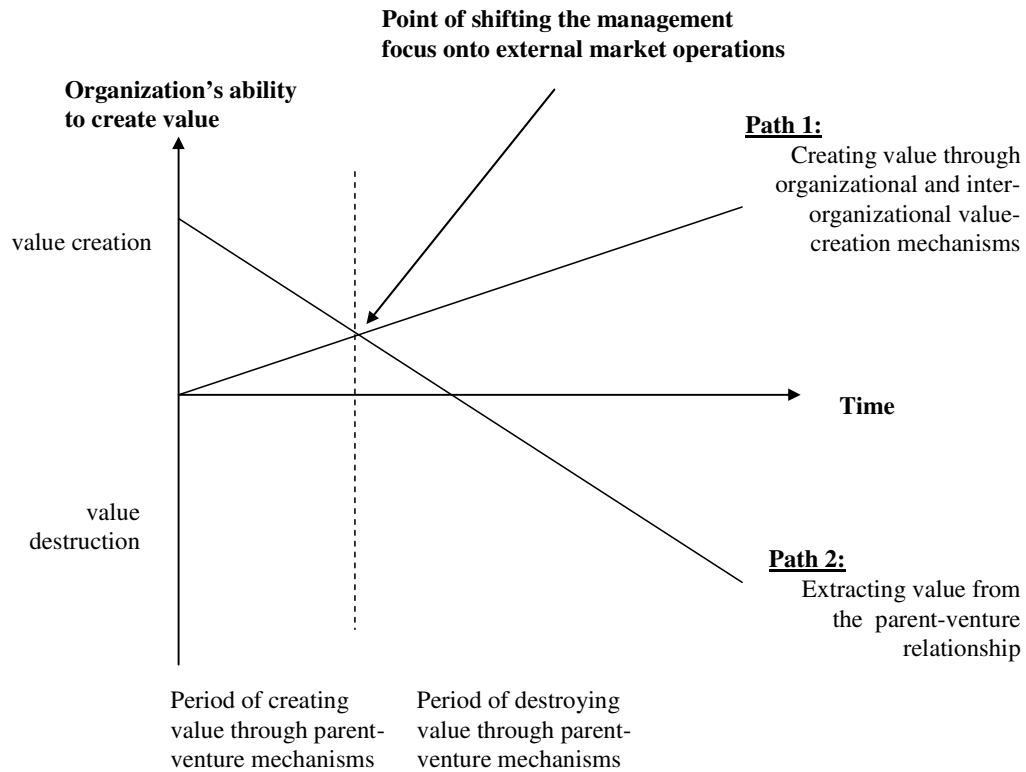 Point of shifting the management
focus onto external market operations
Organization’s ability
to create value
Path 1:
Creating value through
organizational and inter-
organizational value-
creation mechanisms
value creation
Time
value
destruction
Path 2:
Extracting value from
the parent-venture
relationship
Period of creating
value through parent-
venture mechanisms
Period of destroying
value through parent-
venture mechanisms